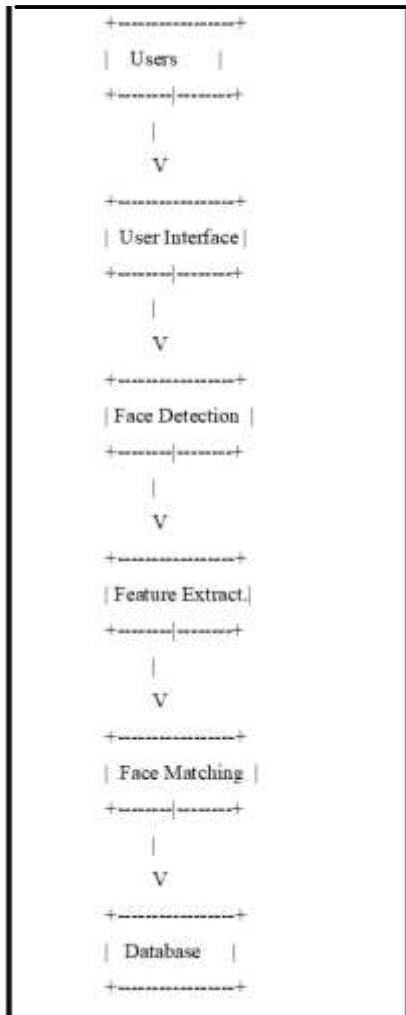 +-----------------+
| Users |
+--------|--------+
|
V
+-----------------+
| User Interface |
+--------|--------+
|
V
+-----------------+
| Face Detection |
+--------|--------+
|
V
+-----------------+
| Feature Extract. |
+--------|--------+
|
V
+-----------------+
| Face Matching |
+--------|--------+
|
V
+-----------------+
| Database |
+-----------------+